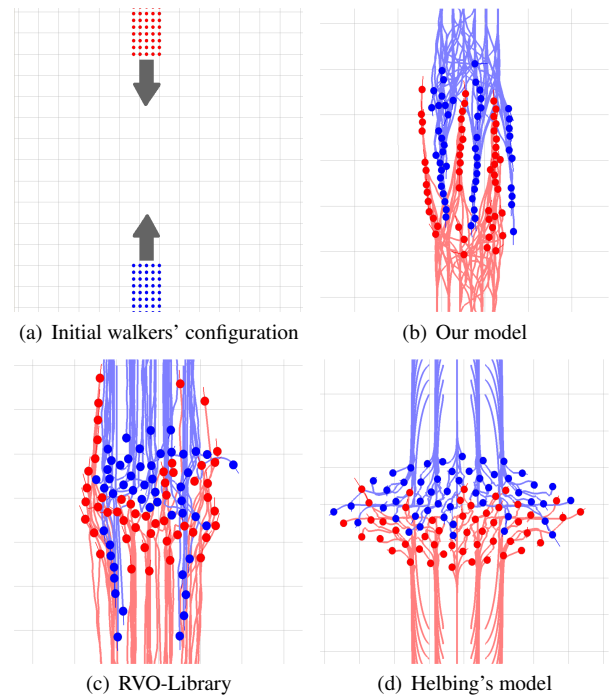 (a) Initial walkers' configuration
(b) Our model
(c) RVO-Library
(d) Helbing's model